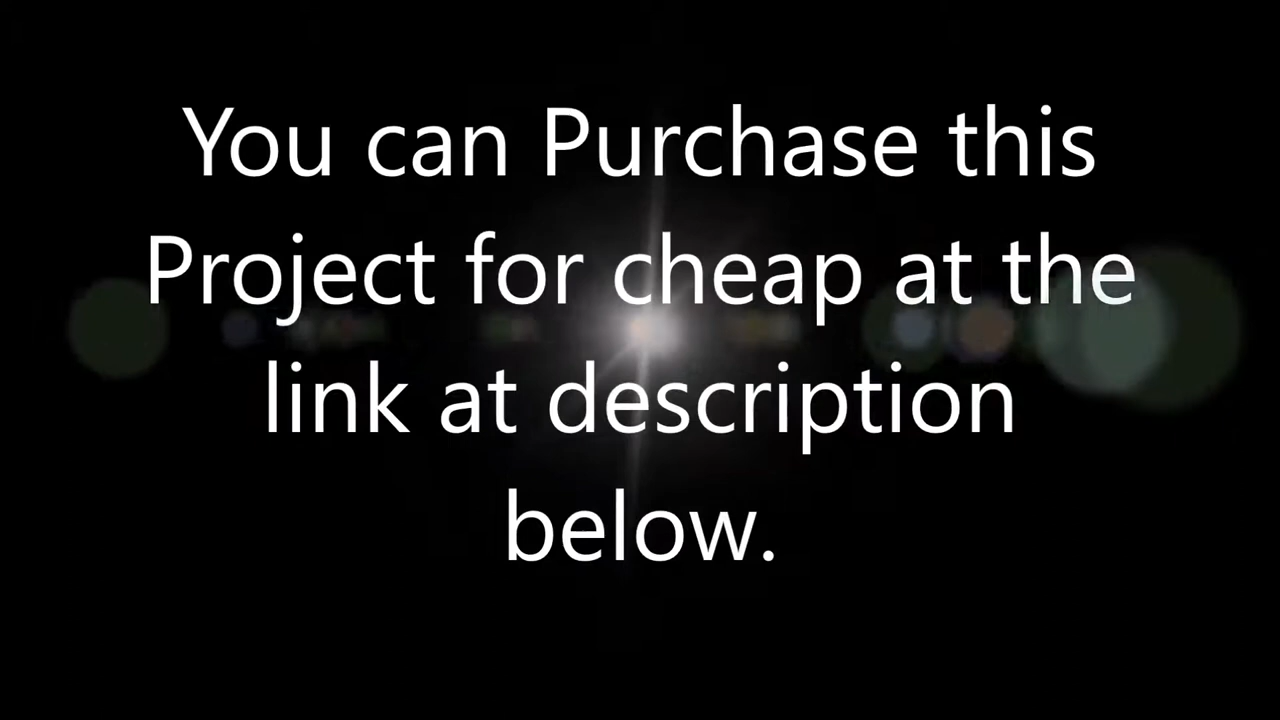 You can Purchase this
Project for cheap at the
link at description
below.